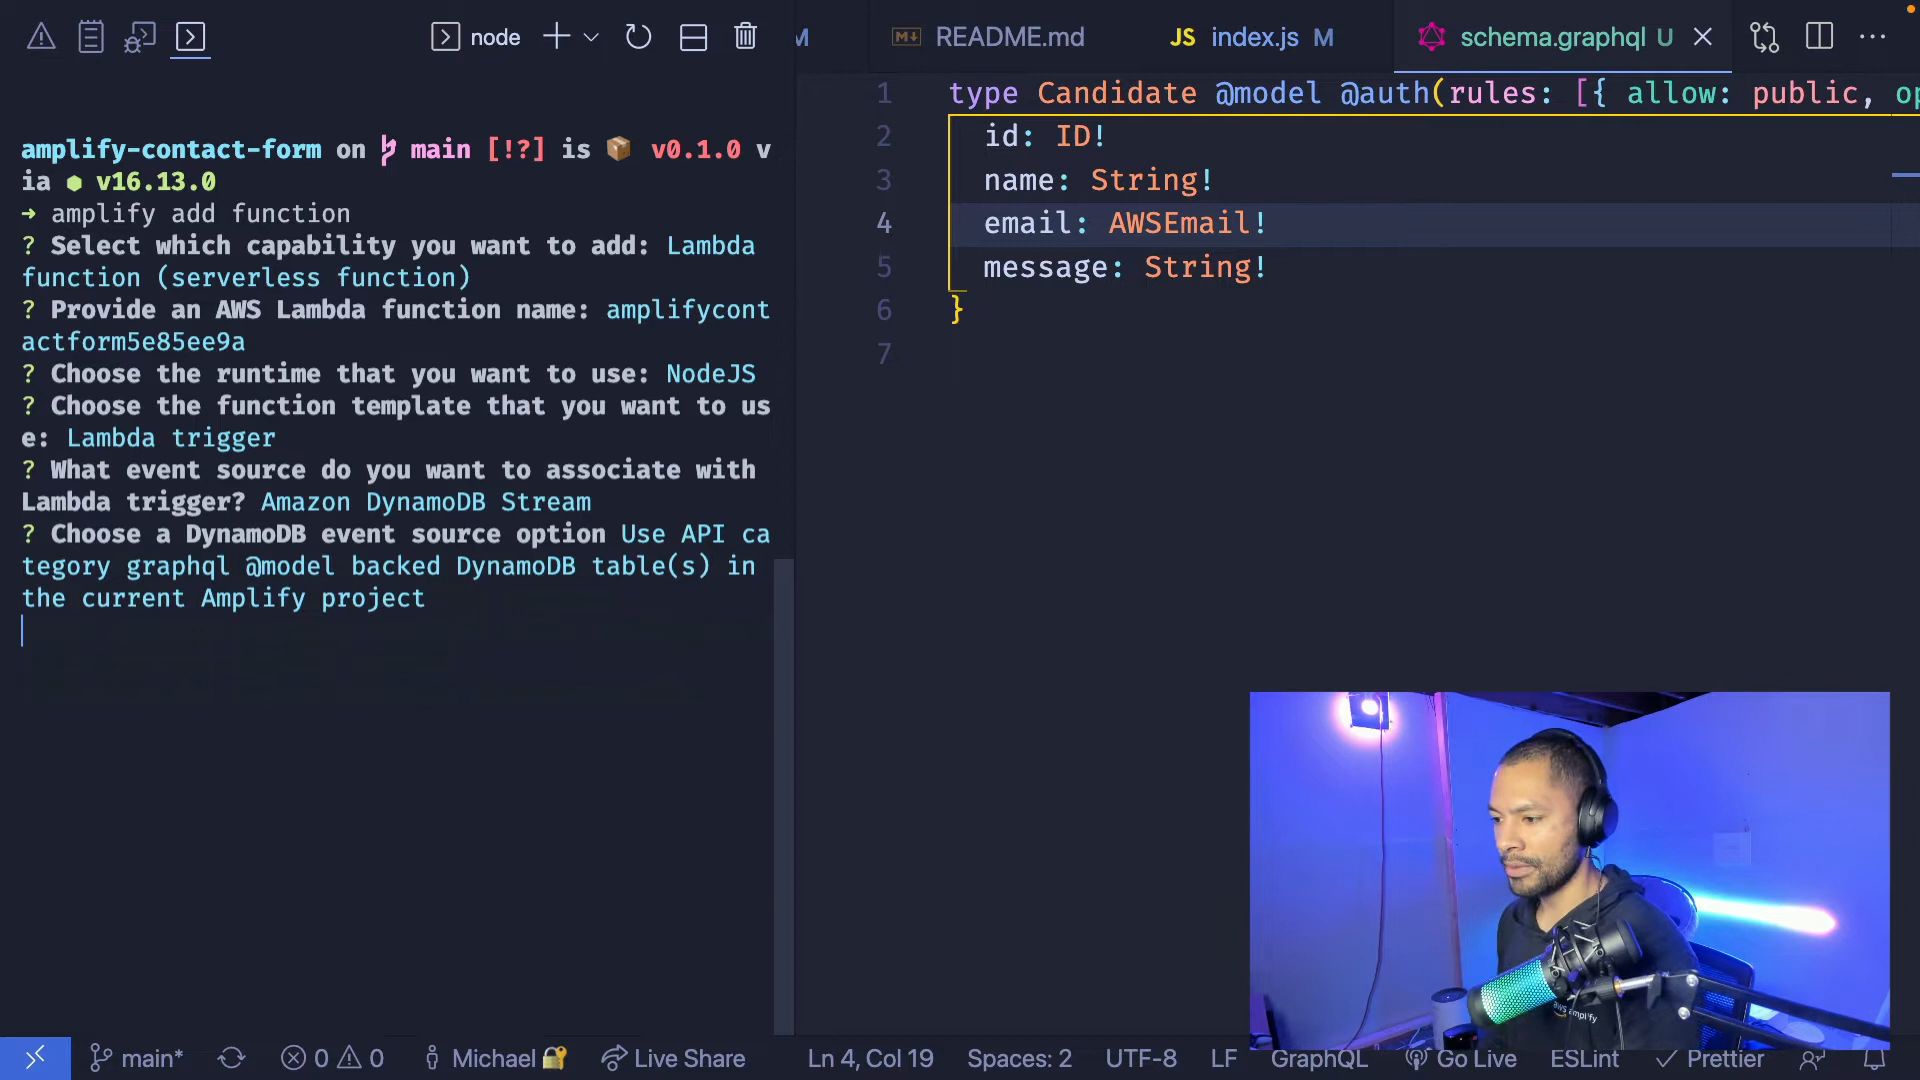 node
M
README.md
JS index.js M
schema.graphql U
amplify-contact-form on main [!?] is 📦 v0.1.0 v
ia ⬢ v16.13.0
➜ amplify add function
? Select which capability you want to add: Lambda
function (serverless function)
? Provide an AWS Lambda function name: amplifycont
actform5e85ee9a
? Choose the runtime that you want to use: NodeJS
? Choose the function template that you want to us
e: Lambda trigger
? What event source do you want to associate with
Lambda trigger? Amazon DynamoDB Stream
? Choose a DynamoDB event source option Use API ca
tegory graphql @model backed DynamoDB table(s) in
the current Amplify project
1 type Candidate @model @auth(rules: [{ allow: public, op
2 id: ID!
3 name: String!
4 email: AWSEmail!
5 message: String!
6 }
7
aws amplify
main*
0 0
Michael 🔐
Live Share
Ln 4, Col 19
Spaces: 2
UTF-8
LF
GraphQL
Go Live
ESLint
Prettier